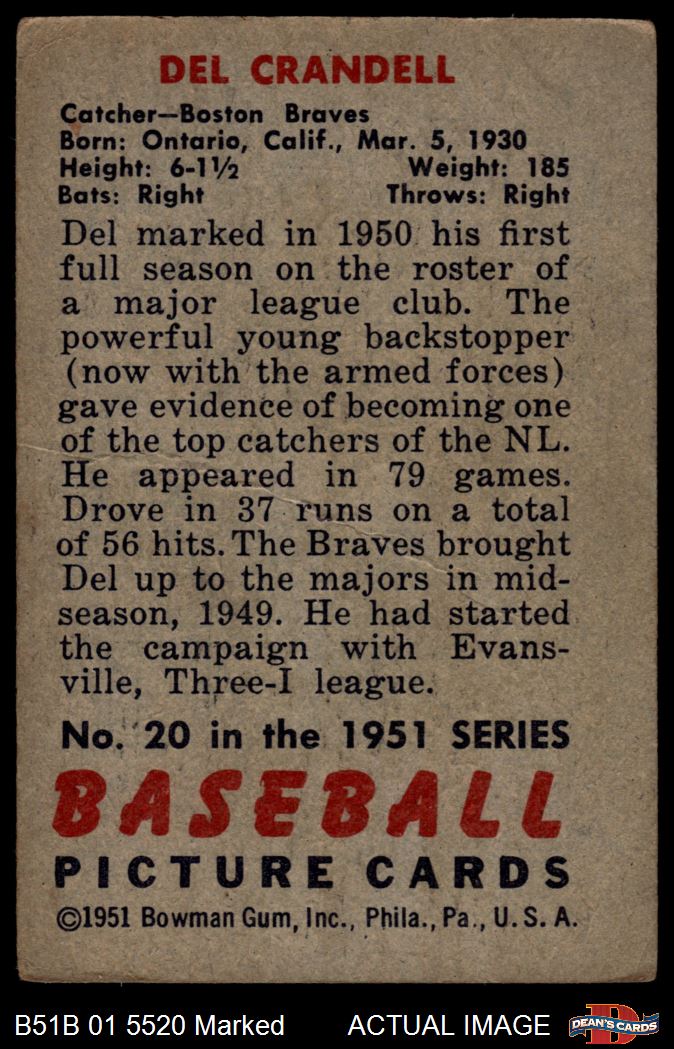 DEL CRANDELL
Catcher—Boston Braves
Born: Ontario, Calif., Mar. 5, 1930
Height: 6-1½ Weight: 185
Bats: Right Throws: Right
Del marked in 1950 his first
full season on the roster of
a major league club. The
powerful young backstopper
(now with the armed forces)
gave evidence of becoming one
of the top catchers of the NL.
He appeared in 79 games.
Drove in 37 runs on a total
of 56 hits. The Braves brought
Del up to the majors in mid-
season, 1949. He had started
the campaign with Evans-
ville, Three-I league.
No. 20 in the 1951 SERIES
BASEBALL
PICTURE CARDS
©1951 Bowman Gum, Inc., Phila., Pa., U. S. A.
B51B 01 5520 Marked ACTUAL IMAGE
D
DEAN'S CARDS